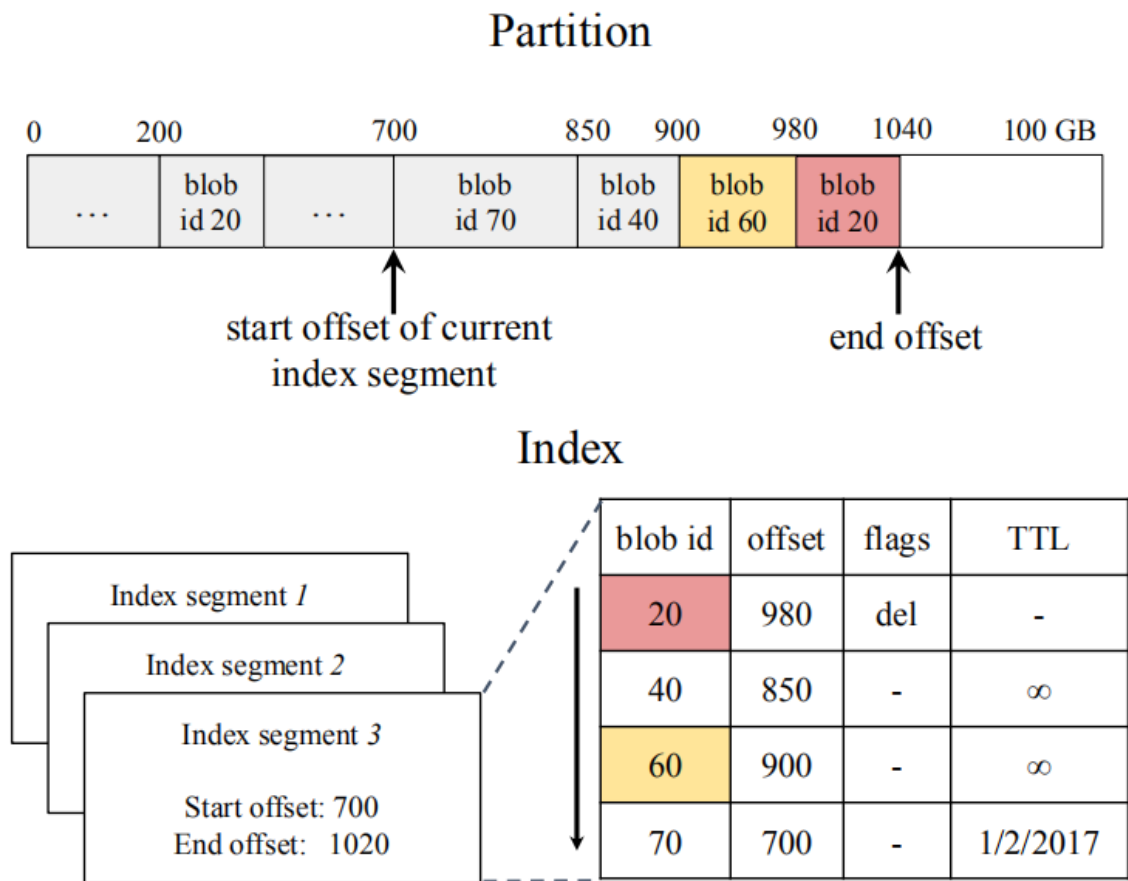 Partition
0 200 700 850 900 980 1040 100 GB
... blob id 20 ... blob id 70 blob id 40 blob id 60 blob id 20
start offset of current
index segment
end offset
Index
Index segment 1
Index segment 2
Index segment 3
Start offset: 700
End offset: 1020
blob id offset flags TTL
20 980 del -
40 850 - ∞
60 900 - ∞
70 700 - 1/2/2017